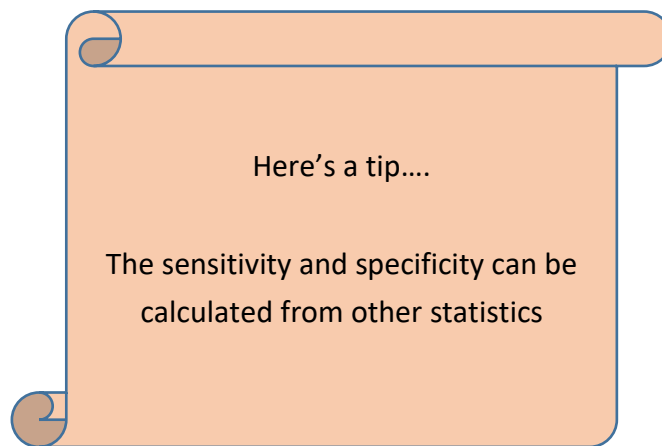 Here’s a tip….
The sensitivity and specificity can be
calculated from other statistics